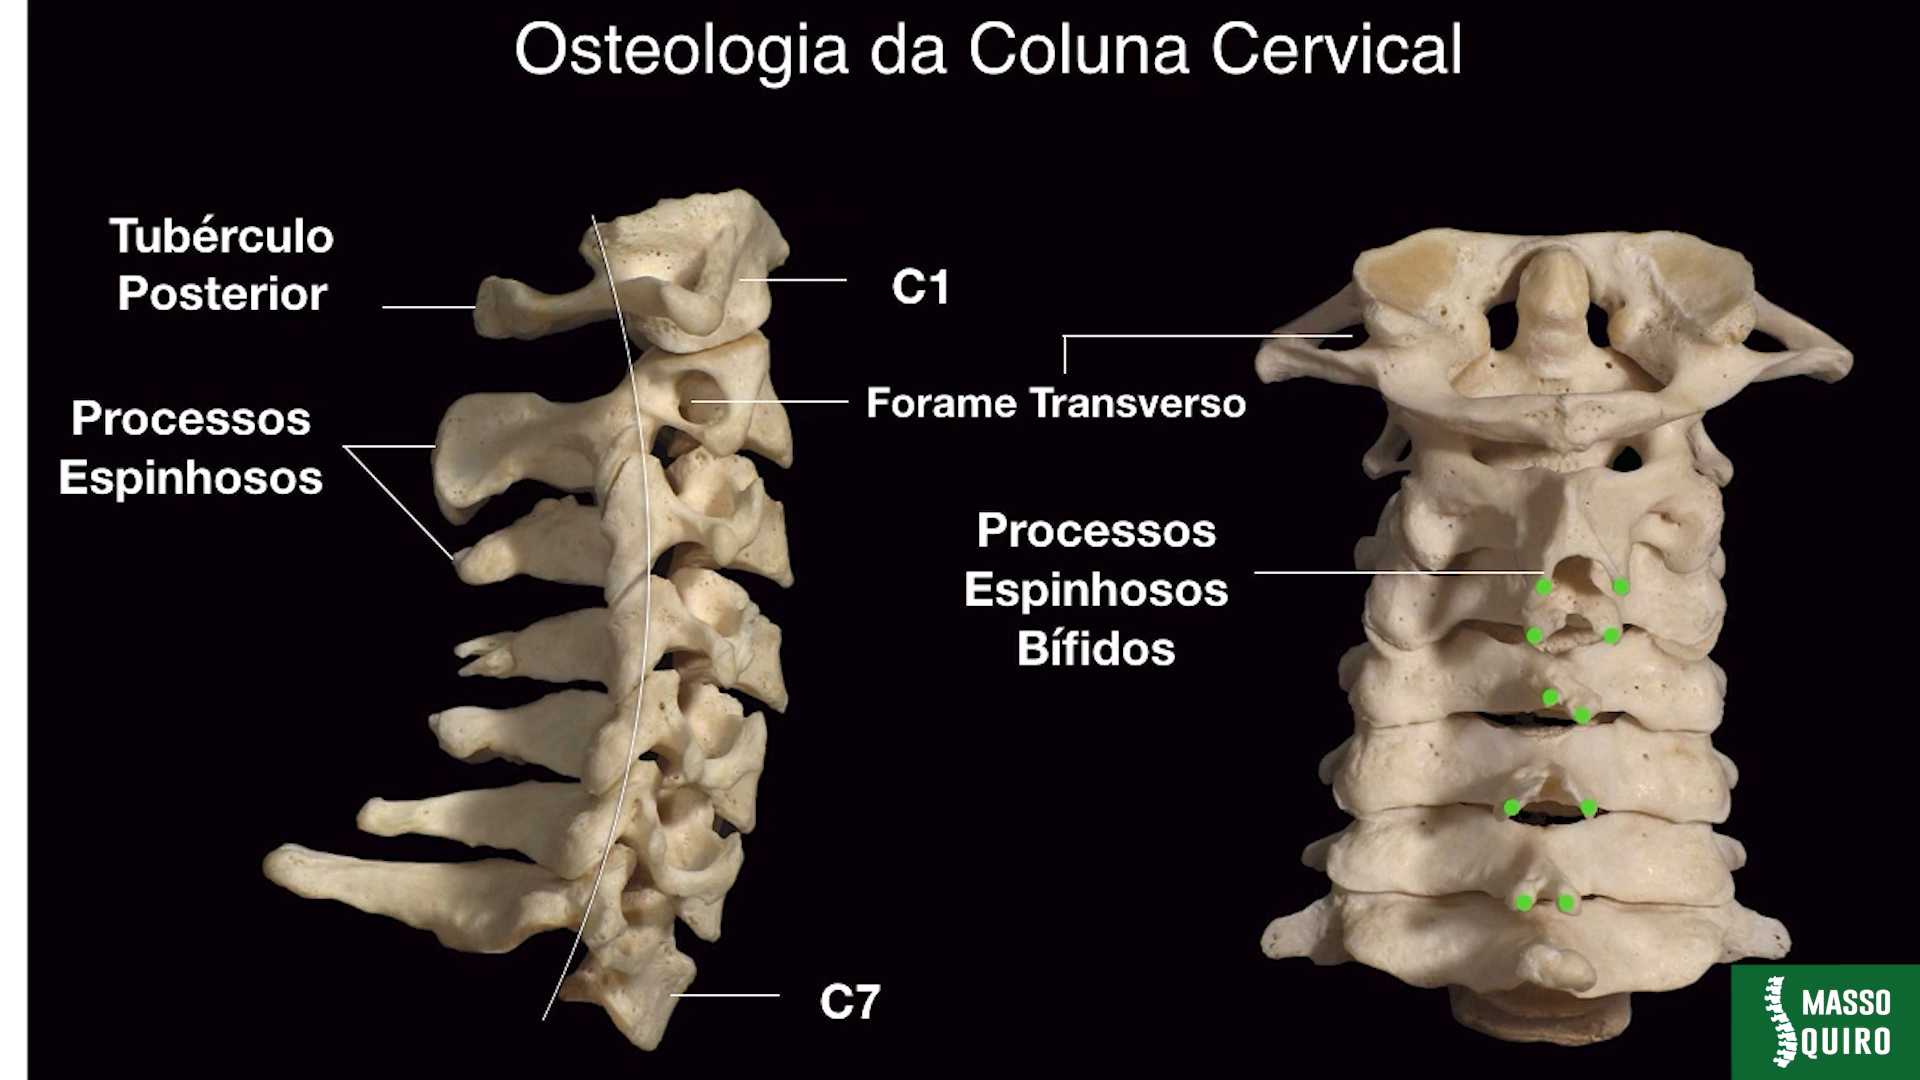 Osteologia da Coluna Cervical
Tubérculo
Posterior
C1
Processos
Espinhosos
Forame Transverso
Processos
Espinhosos
Bífidos
C7
MASSO
QUIRO